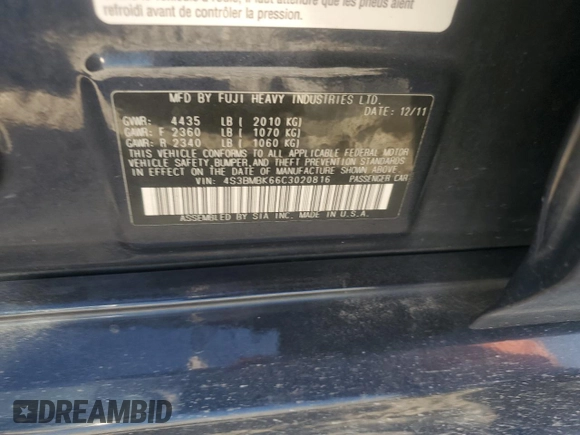 refroidi avant de contrôler la pression.
MFD BY FUJI HEAVY INDUSTRIES LTD.
DATE: 12/11
GVWR: 4435 LB ( 2010 KG)
GAWR: F 2360 LB ( 1070 KG)
GAWR: R 2340 LB ( 1060 KG)
THIS VEHICLE CONFORMS TO ALL APPLICABLE FEDERAL MOTOR
VEHICLE SAFETY, BUMPER, AND THEFT PREVENTION STANDARDS
IN EFFECT ON THE DATE OF MANUFACTURE SHOWN ABOVE.
VIN: 4S3BMBK66C3020816 PASSENGER CAR
ASSEMBLED BY SIA INC. MADE IN U.S.A.
DREAMBID